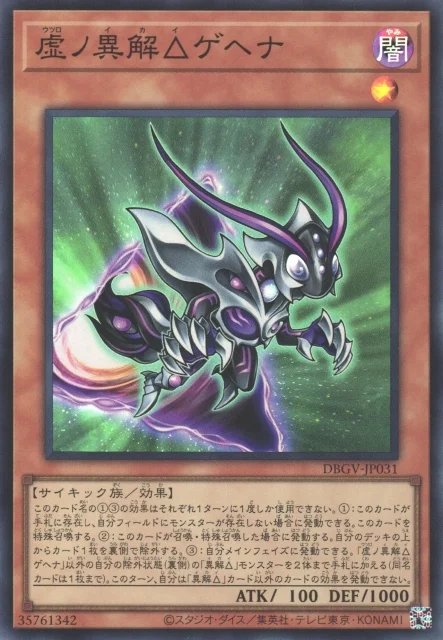 虚ノ異解△ゲヘナ
闇
DBGV-JP031
【サイキック族／効果】
このカード名の①③の効果はそれぞれ1ターンに1度しか使用できない。①：このカードが
手札に存在し、自分フィールドにモンスターが存在しない場合に発動できる。このカードを
特殊召喚する。②：このカードが召喚・特殊召喚した場合に発動する。自分のデッキの上
からカード1枚を裏側で除外する。③：自分メインフェイズに発動できる。「虚ノ異解△
ゲヘナ」以外の自分の除外状態（裏側）の「異解△」モンスターを2体まで手札に加える（同名
カードは1枚まで）。このターン、自分は「異解△」カード以外のカードの効果を発動できない。
ATK/ 100 DEF/1000
35761342
©スタジオ・ダイス／集英社・テレビ東京・KONAMI